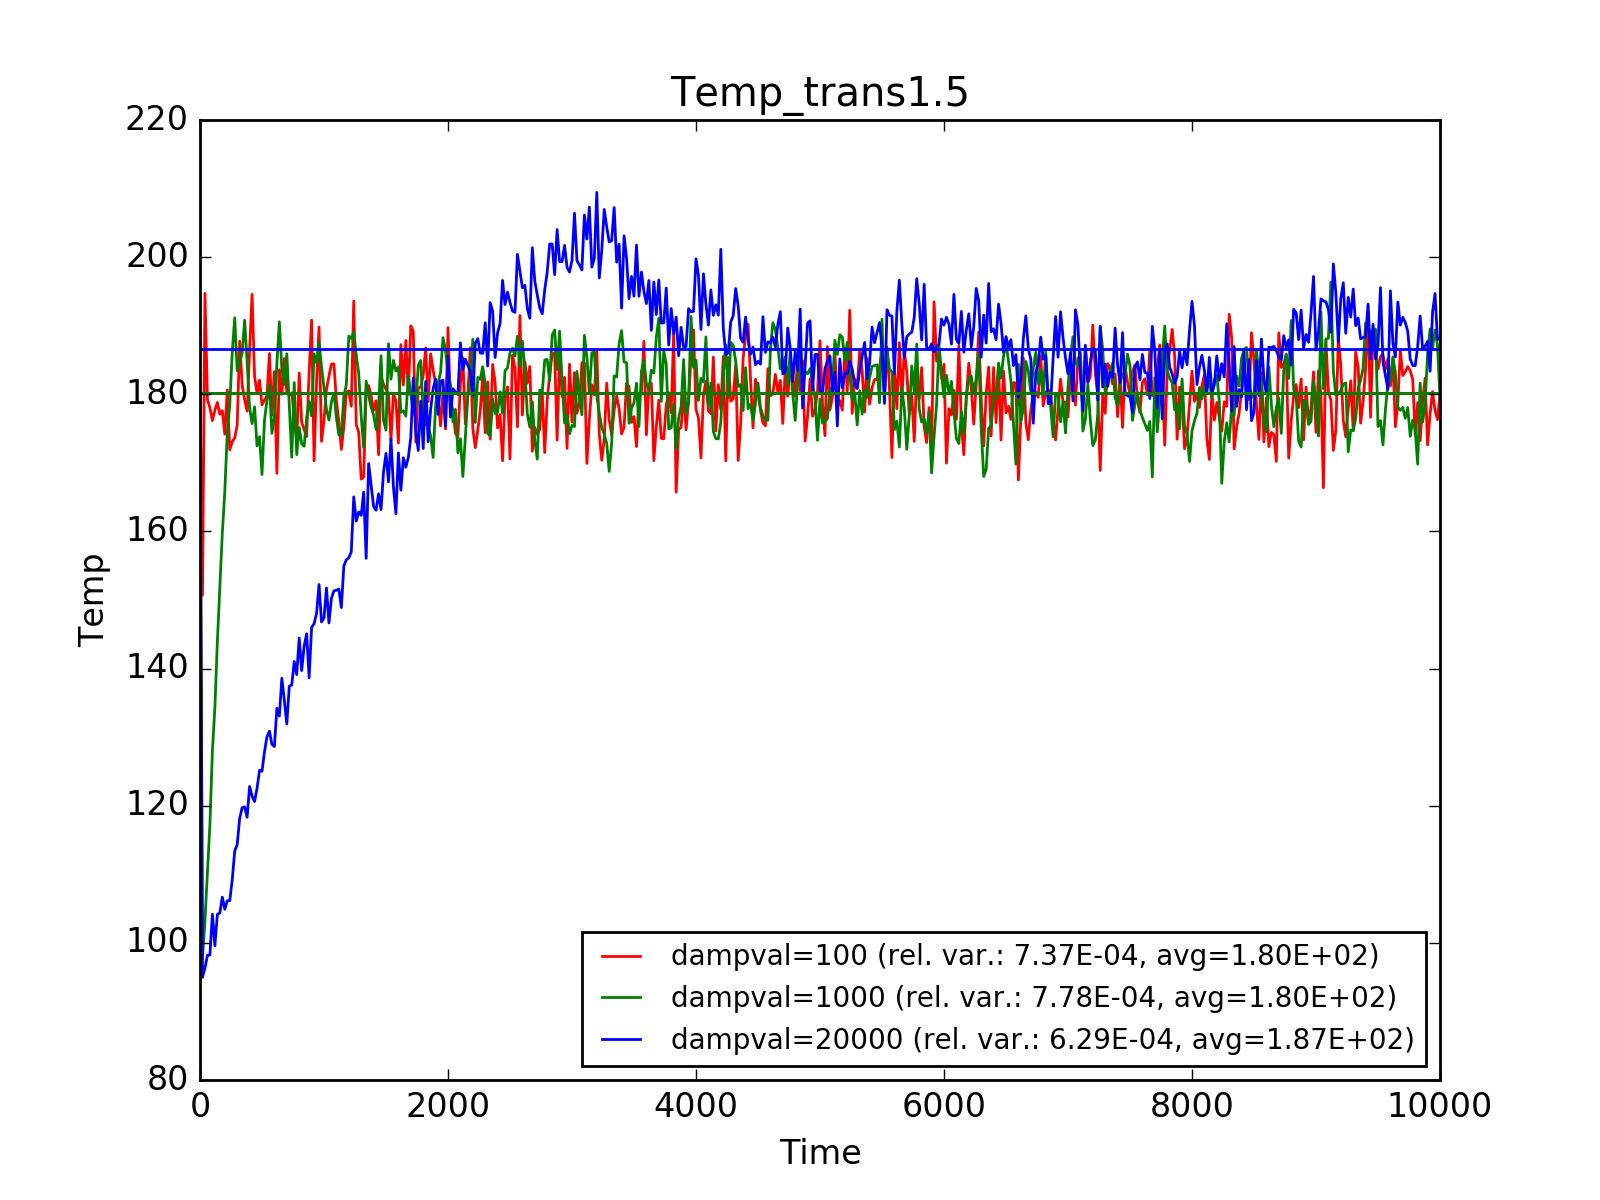 Temp_trans1.5
220
200
180
160
140
120
100
80
Temp
dampval=100 (rel. var.: 7.37E-04, avg=1.80E+02)
dampval=1000 (rel. var.: 7.78E-04, avg=1.80E+02)
dampval=20000 (rel. var.: 6.29E-04, avg=1.87E+02)
0 2000 4000 6000 8000 10000
Time